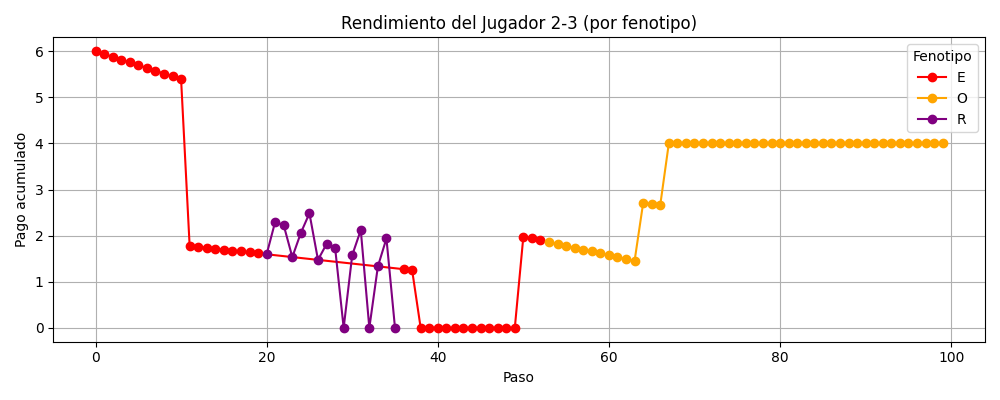 Rendimiento del Jugador 2-3 (por fenotipo)
Pago acumulado
6
5
4
3
2
1
0
0 20 40 60 80 100
Paso
Fenotipo
E
O
R